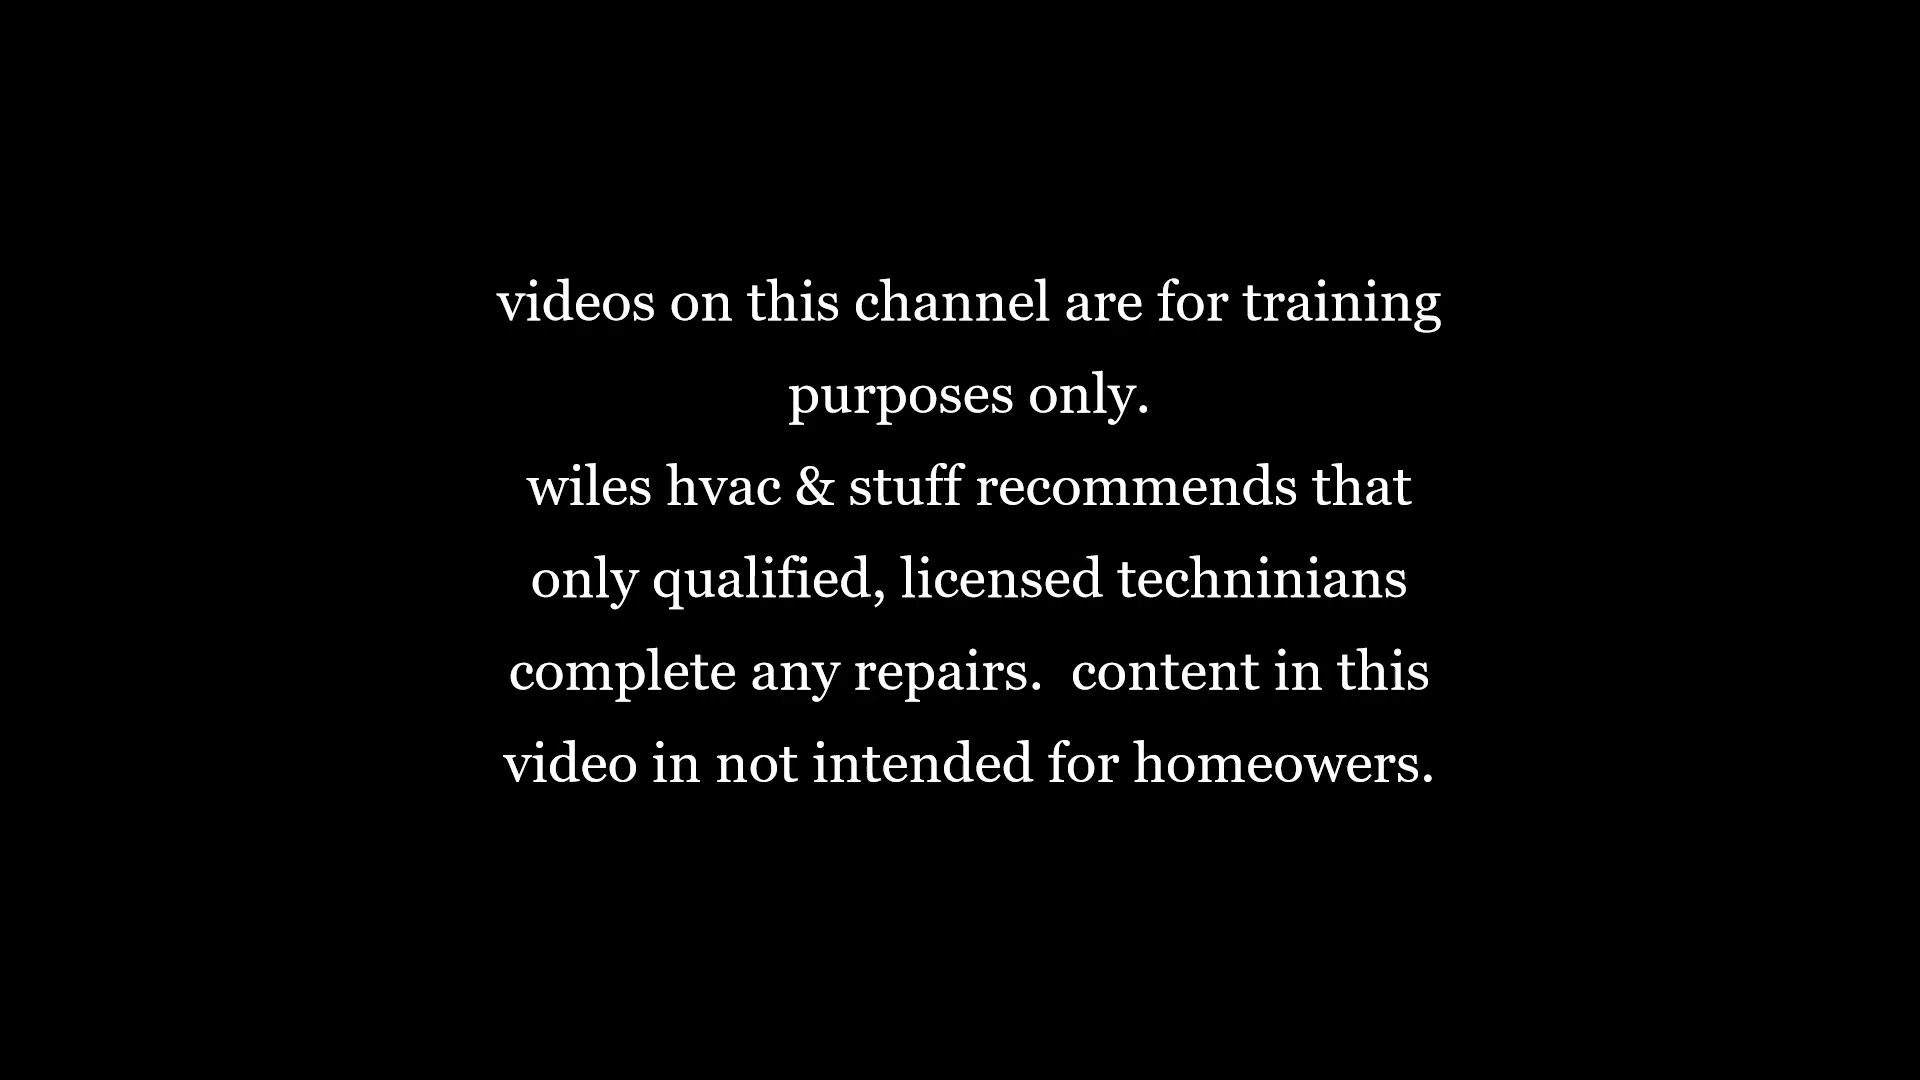 videos on this channel are for training
purposes only.
wiles hvac & stuff recommends that
only qualified, licensed techninians
complete any repairs.  content in this
video in not intended for homeowers.